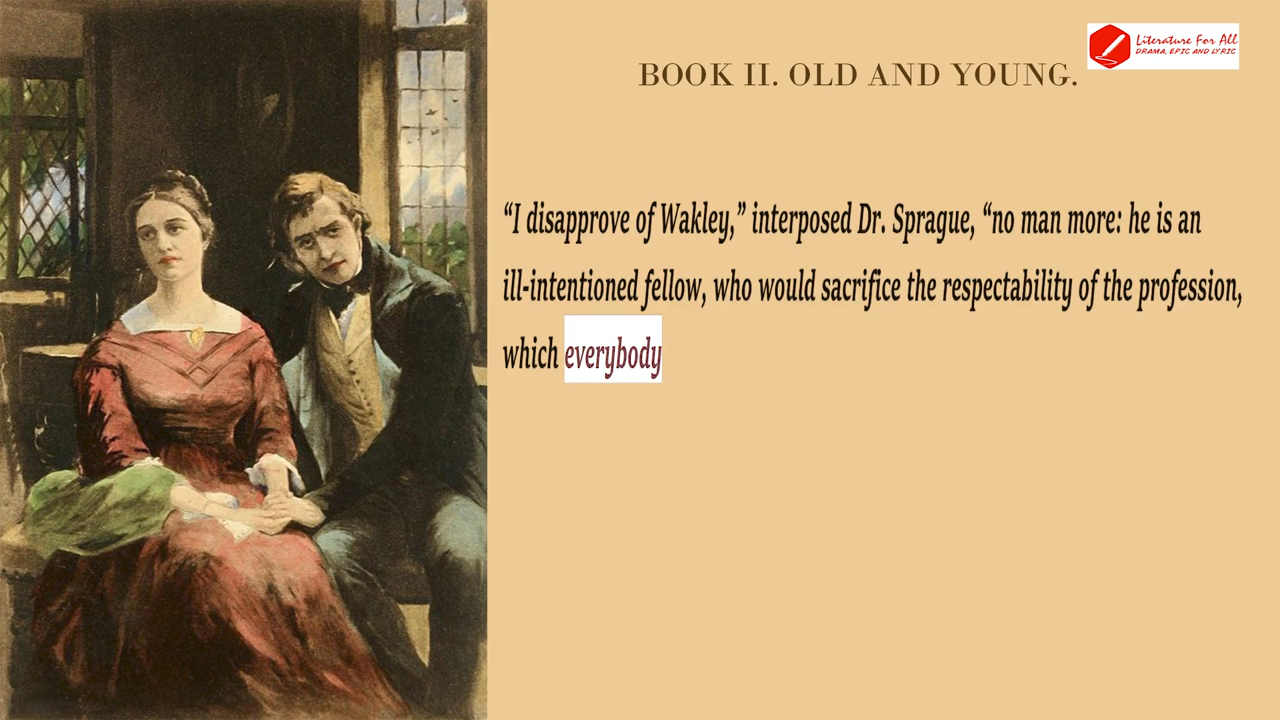 Literature For All
DRAMA, EPIC AND LYRIC
BOOK II. OLD AND YOUNG.
“I disapprove of Wakley,” interposed Dr. Sprague, “no man more: he is an
ill-intentioned fellow, who would sacrifice the respectability of the profession,
which everybody